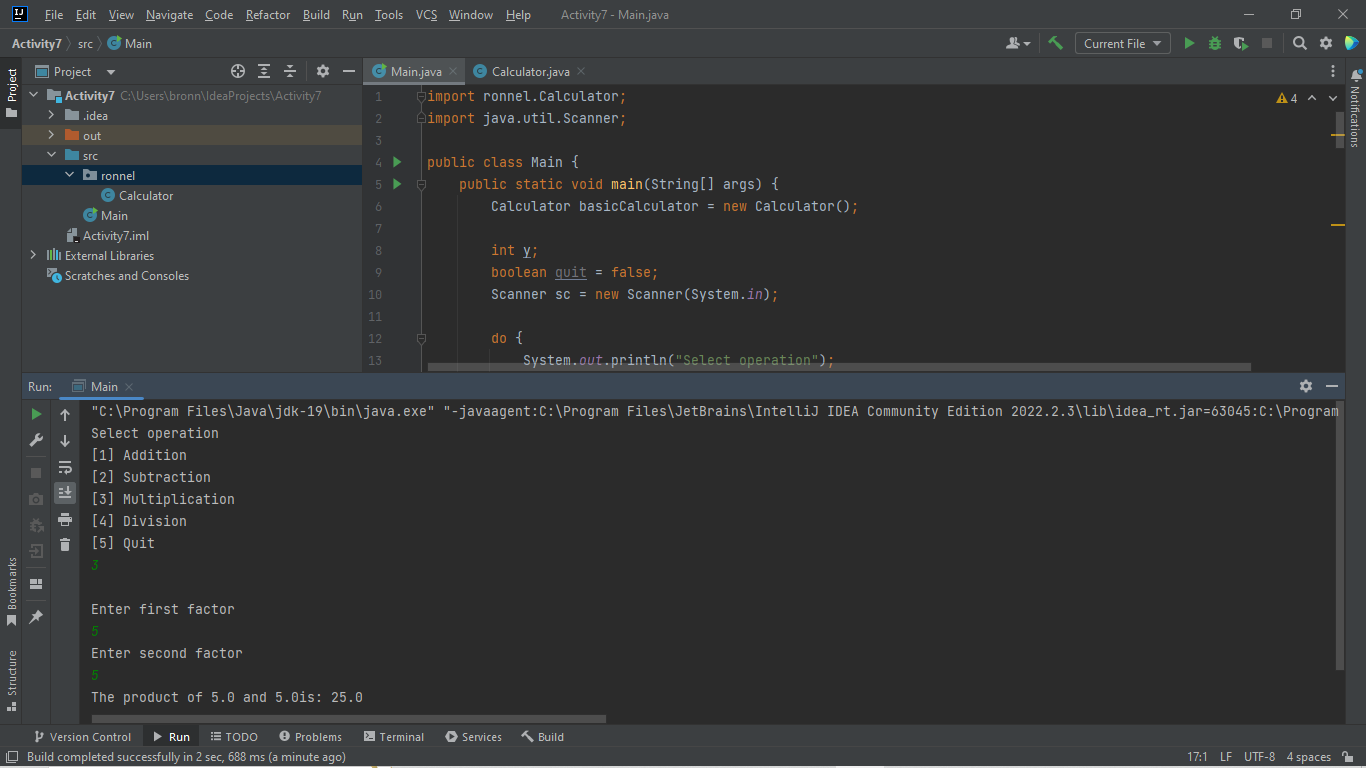 File Edit View Navigate Code Refactor Build Run Tools VCS Window Help Activity7 - Main.java
Activity7 src Main Current File
Project
Project
Activity7 C:\Users\bronn\IdeaProjects\Activity7
.idea
out
src
ronnel
Calculator
Main
Activity7.iml
External Libraries
Scratches and Consoles
Main.java Calculator.java
4
1 import ronnel.Calculator;
2 import java.util.Scanner;
3
4 public class Main {
5 public static void main(String[] args) {
6 Calculator basicCalculator = new Calculator();
7
8 int y;
9 boolean quit = false;
10 Scanner sc = new Scanner(System.in);
11
12 do {
13 System.out.println("Select operation");
Notifications
Run: Main
"C:\Program Files\Java\jdk-19\bin\java.exe" "-javaagent:C:\Program Files\JetBrains\IntelliJ IDEA Community Edition 2022.2.3\lib\idea_rt.jar=63045:C:\Program
Select operation
[1] Addition
[2] Subtraction
[3] Multiplication
[4] Division
[5] Quit
3
Enter first factor
5
Enter second factor
5
The product of 5.0 and 5.0is: 25.0
Bookmarks
Structure
Version Control Run TODO Problems Terminal Services Build
Build completed successfully in 2 sec, 688 ms (a minute ago) 17:1 LF UTF-8 4 spaces